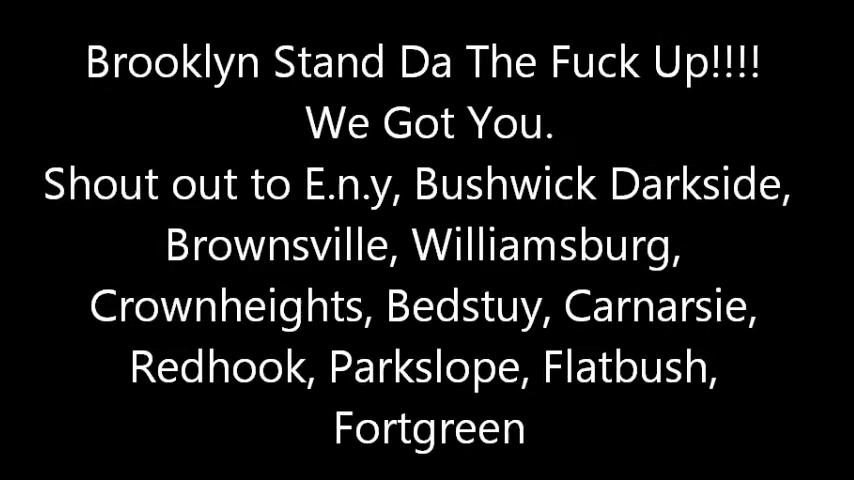 Brooklyn Stand Da The Fuck Up!!!!
We Got You.
Shout out to E.n.y, Bushwick Darkside,
Brownsville, Williamsburg,
Crownheights, Bedstuy, Carnarsie,
Redhook, Parkslope, Flatbush,
Fortgreen